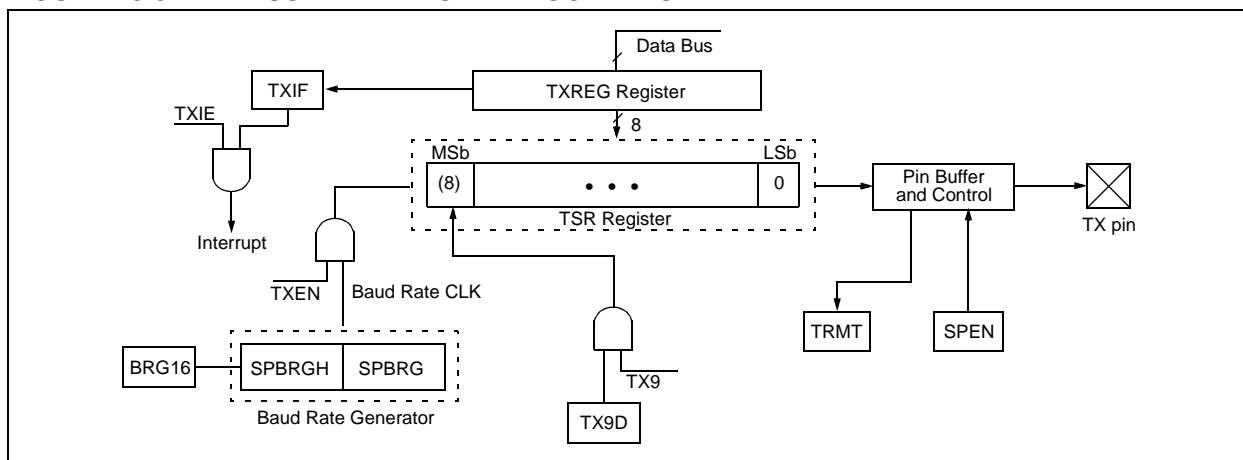 Data Bus
TXREG Register
TXIF
TXIE
8
MSb
LSb
(8)
• • •
0
TSR Register
Pin Buffer
and Control
TX pin
Interrupt
TXEN
Baud Rate CLK
TRMT
SPEN
BRG16
SPBRGH
SPBRG
TX9
Baud Rate Generator
TX9D